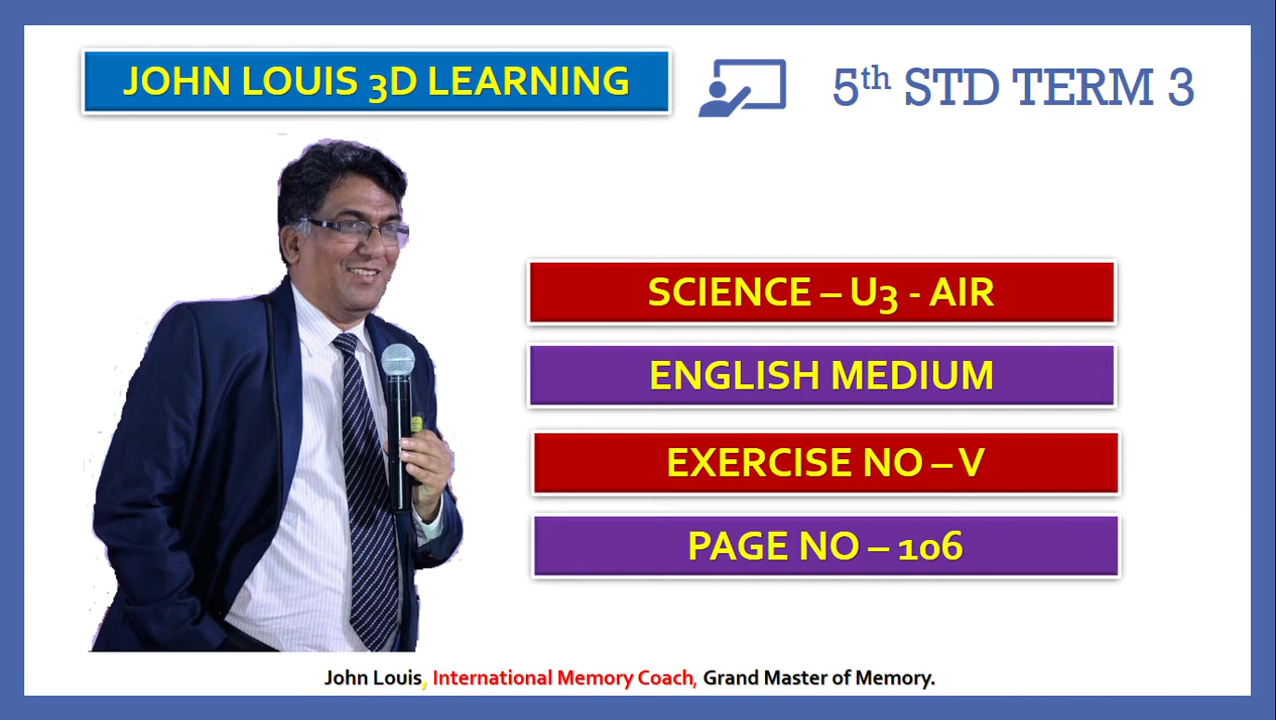 JOHN LOUIS 3D LEARNING
5th STD TERM 3
SCIENCE – U3 - AIR
ENGLISH MEDIUM
EXERCISE NO – V
PAGE NO – 106
John Louis, International Memory Coach, Grand Master of Memory.